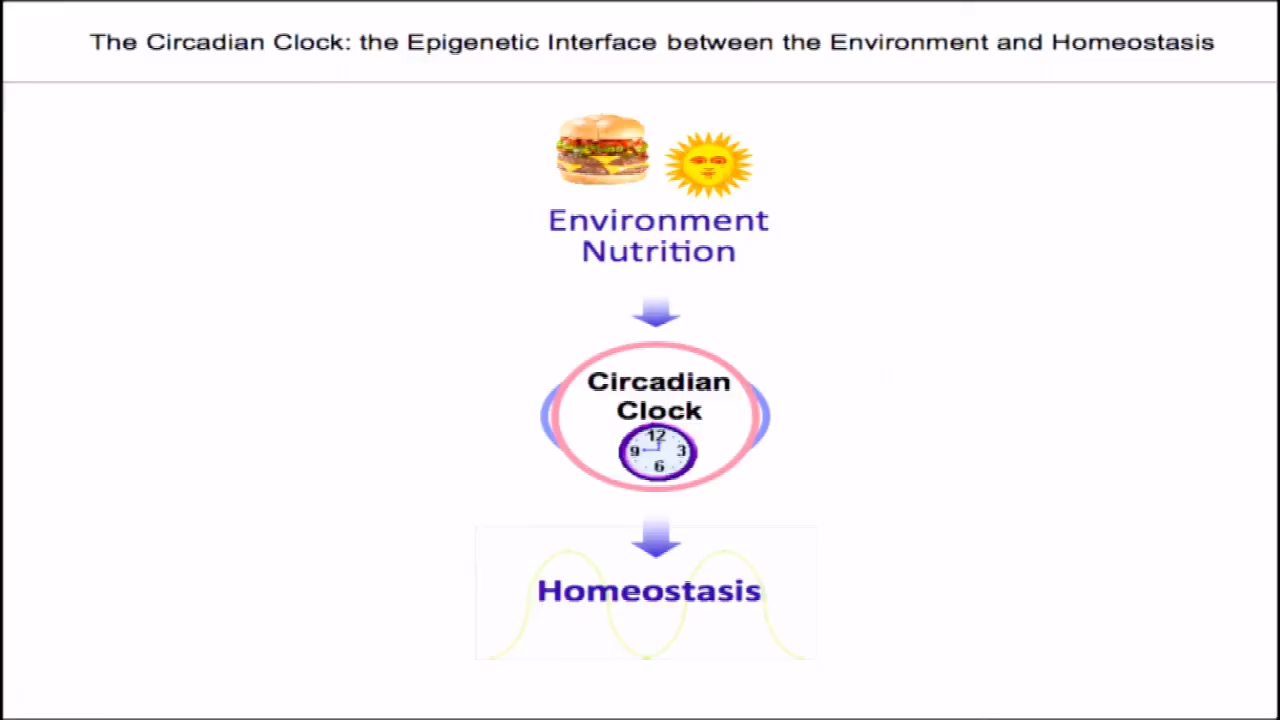 The Circadian Clock: the Epigenetic Interface between the Environment and Homeostasis
Environment
Nutrition
Circadian
Clock
12
9 3
6
Homeostasis